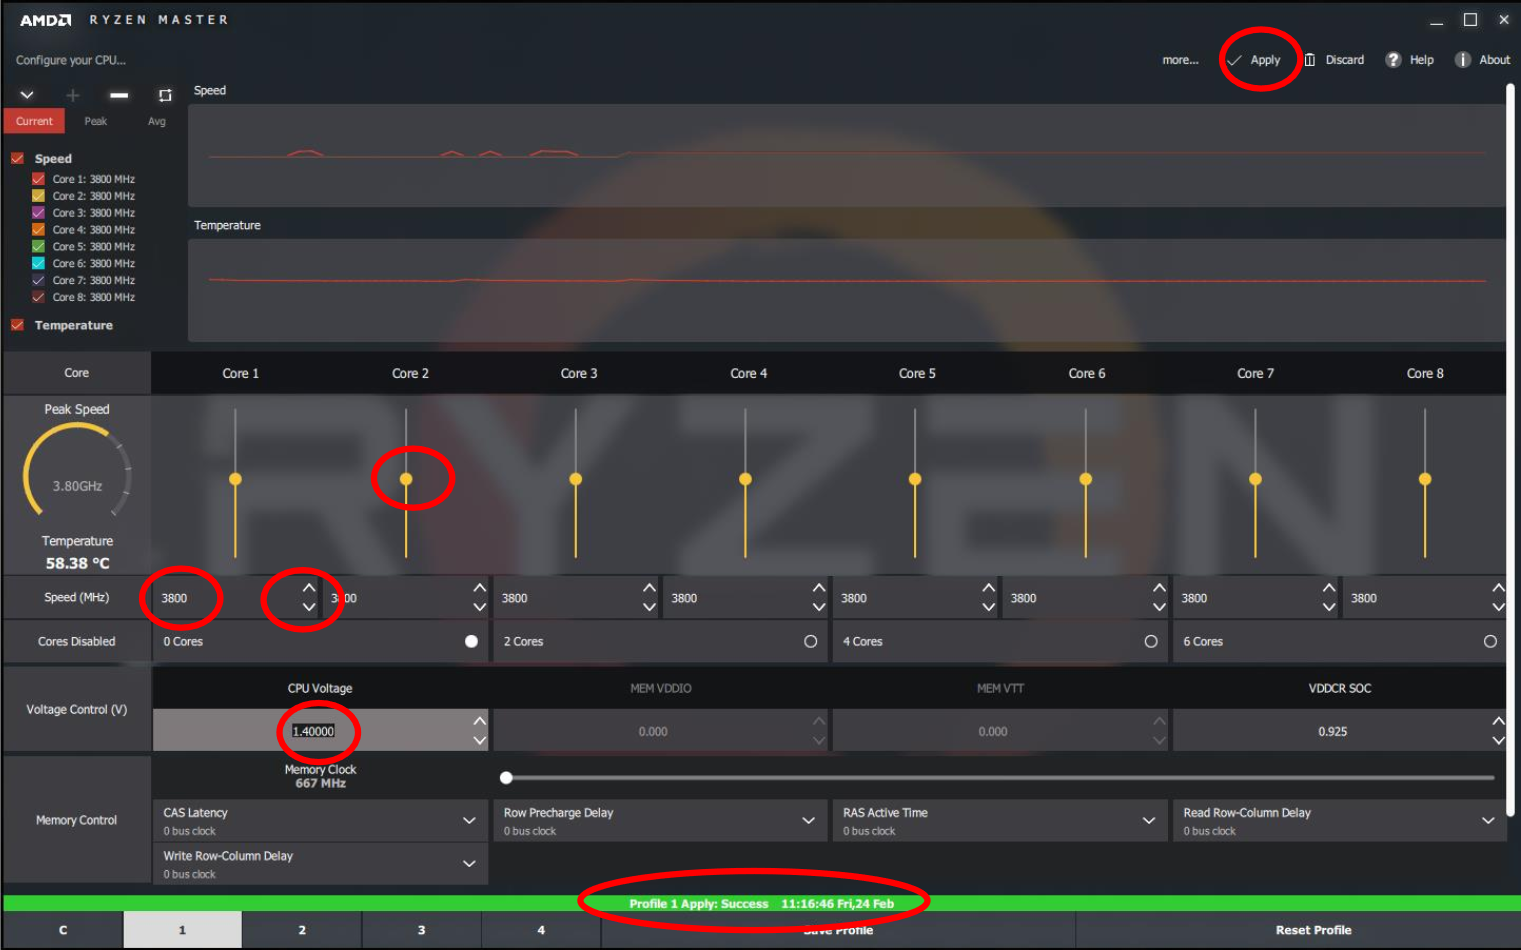 AMD RYZEN MASTER
Configure your CPU...
more... Apply Discard ? Help i About
Speed
Current Peak Avg
Speed
Core 1: 3800 MHz
Core 2: 3800 MHz
Core 3: 3800 MHz
Core 4: 3800 MHz
Core 5: 3800 MHz
Core 6: 3800 MHz
Core 7: 3800 MHz
Core 8: 3800 MHz
Temperature
Temperature
Core Core 1 Core 2 Core 3 Core 4 Core 5 Core 6 Core 7 Core 8
RYZEN
Peak Speed
3.80GHz
Temperature
58.38 °C
Speed (MHz) 3800 3800 3800 3800 3800 3800 3800 3800
Cores Disabled 0 Cores 2 Cores 4 Cores 6 Cores
Voltage Control (V)
CPU Voltage MEM VDDIO MEM VTT VDDCR SOC
1.40000 0.000 0.000 0.925
Memory Control
Memory Clock
667 MHz
CAS Latency Row Precharge Delay RAS Active Time Read Row-Column Delay
0 bus clock 0 bus clock 0 bus clock 0 bus clock
Write Row-Column Delay
0 bus clock
Profile 1 Apply: Success 11:16:46 Fri,24 Feb
C 1 2 3 4 Save Profile Reset Profile